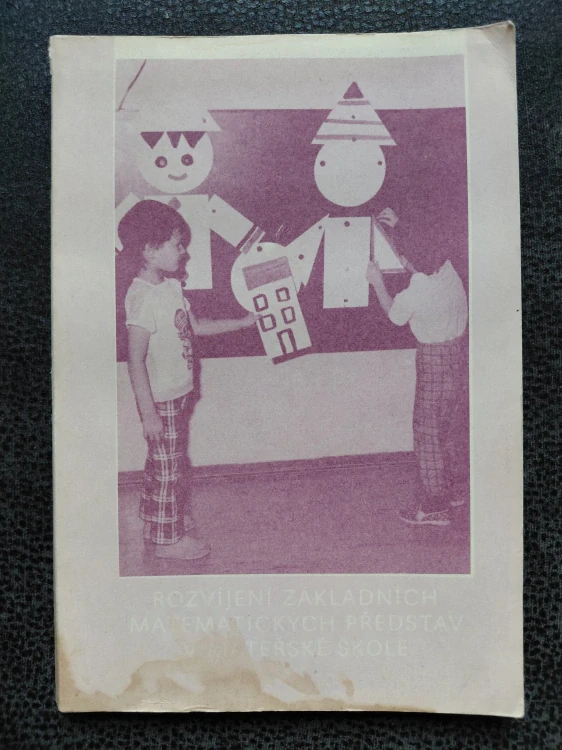 ROZVÍJENÍ ZÁKLADNÍCH
MATEMATICKÝCH PŘEDSTAV
V MATEŘSKÉ ŠKOLE